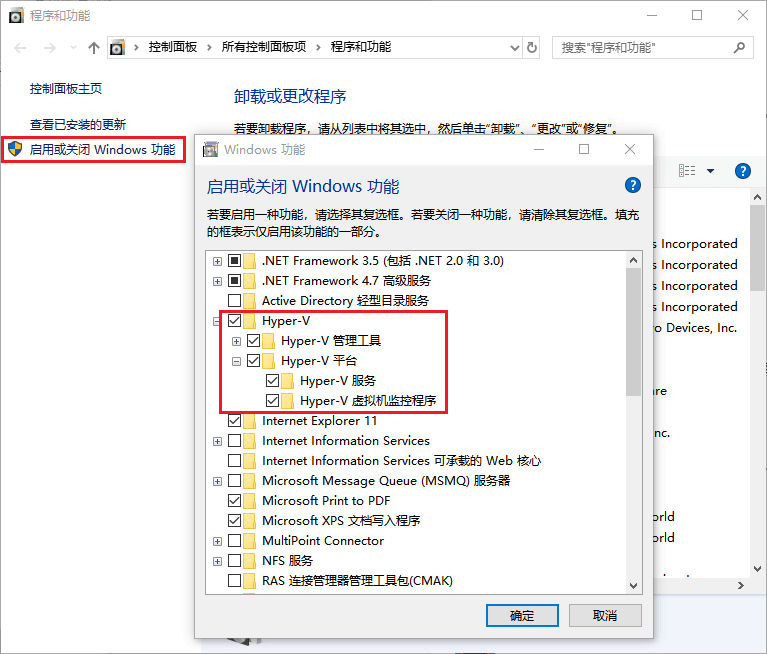 程序和功能
控制面板 › 所有控制面板项 › 程序和功能
搜索"程序和功能"
控制面板主页
查看已安装的更新
启用或关闭 Windows 功能
卸载或更改程序
若要卸载程序，请从列表中将其选中，然后单击“卸载”、“更改”或“修复”。
Windows 功能
启用或关闭 Windows 功能
若要启用一种功能，请选择其复选框。若要关闭一种功能，请清除其复选框。填充
的框表示仅启用该功能的一部分。
.NET Framework 3.5 (包括 .NET 2.0 和 3.0)
.NET Framework 4.7 高级服务
Active Directory 轻型目录服务
Hyper-V
Hyper-V 管理工具
Hyper-V 平台
Hyper-V 服务
Hyper-V 虚拟机监控程序
Internet Explorer 11
Internet Information Services
Internet Information Services 可承载的 Web 核心
Microsoft Message Queue (MSMQ) 服务器
Microsoft Print to PDF
Microsoft XPS 文档写入程序
MultiPoint Connector
NFS 服务
RAS 连接管理器管理工具包(CMAK)
确定
取消
s Incorporated
s Incorporated
s Incorporated
s Incorporated
o Devices, Inc.
are
nc.
orld
orld